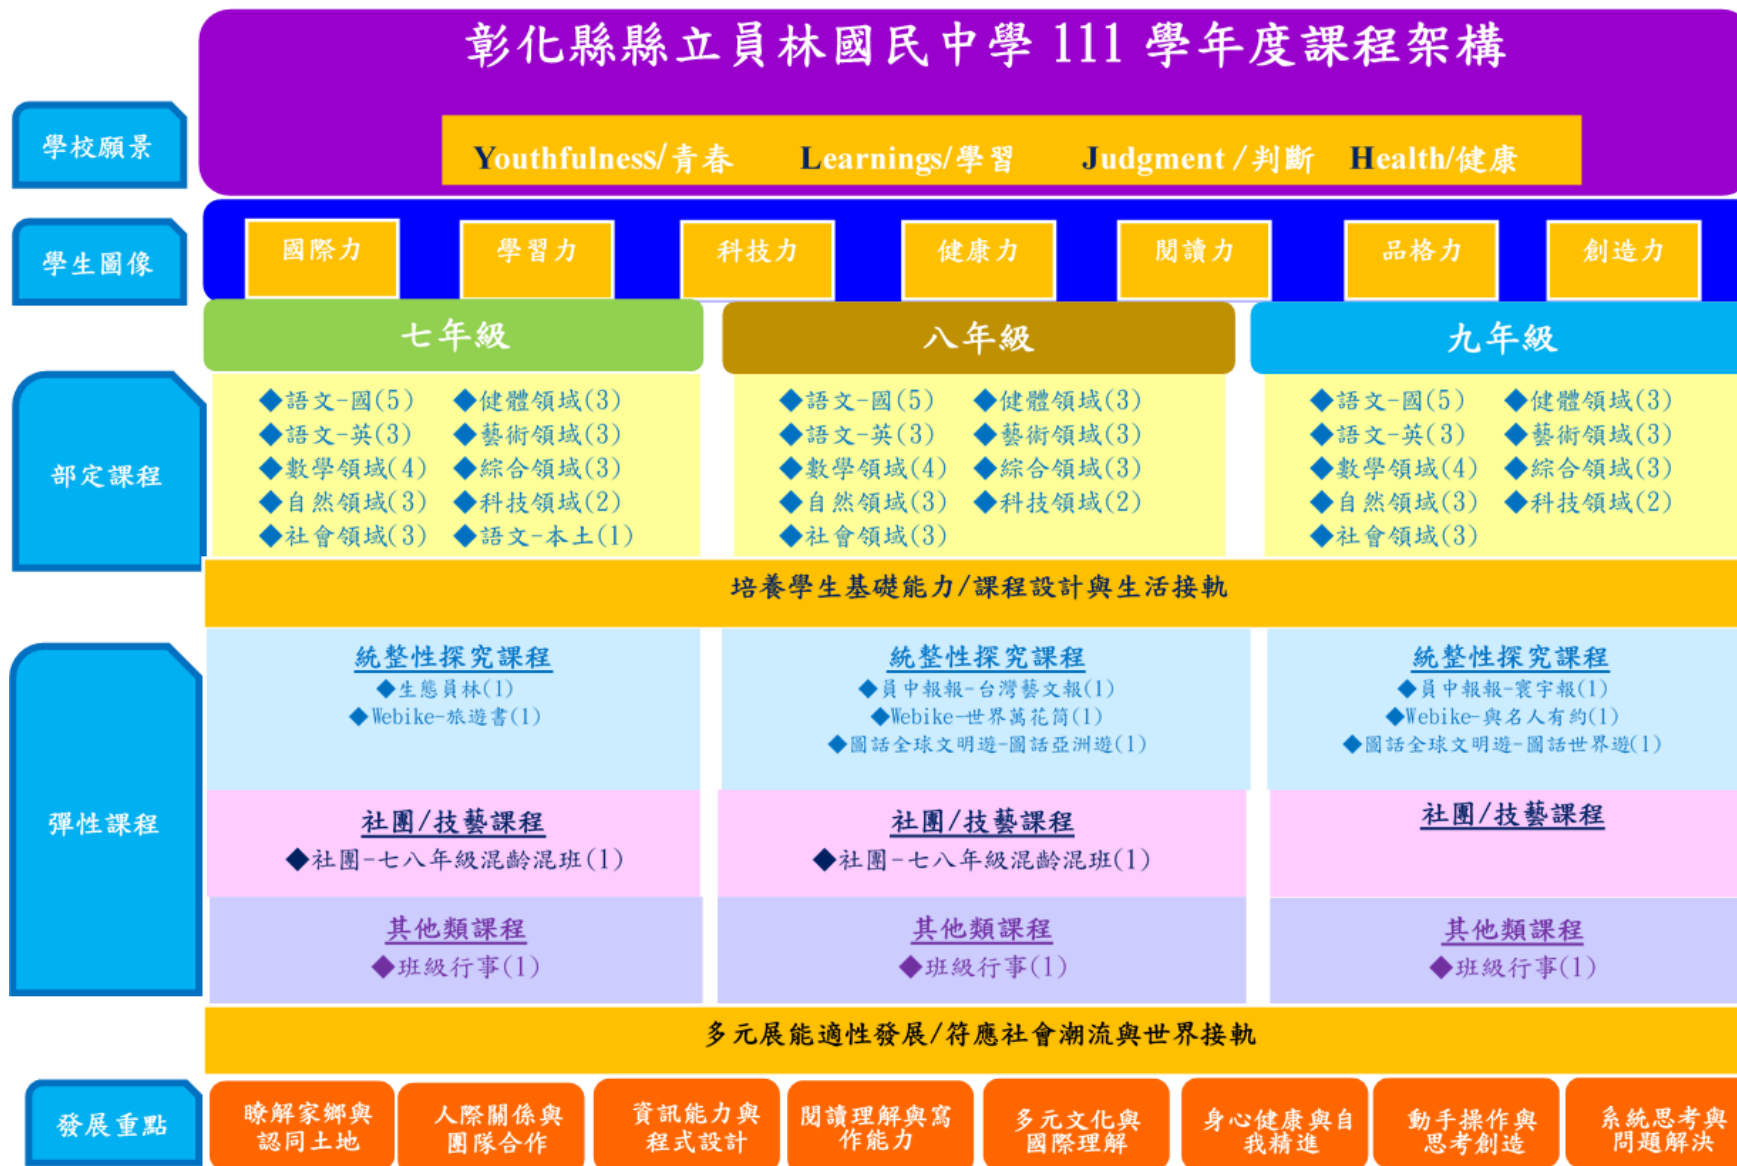 彰化縣縣立員林國民中學 111 學年度課程架構
學校願景
Youthfulness/青春 Learnings/學習 Judgment /判斷 Health/健康
學生圖像
國際力 學習力 科技力 健康力 閱讀力 品格力 創造力
七年級 八年級 九年級
部定課程
◆語文-國(5) ◆健體領域(3)
◆語文-英(3) ◆藝術領域(3)
◆數學領域(4) ◆綜合領域(3)
◆自然領域(3) ◆科技領域(2)
◆社會領域(3) ◆語文-本土(1)
◆語文-國(5) ◆健體領域(3)
◆語文-英(3) ◆藝術領域(3)
◆數學領域(4) ◆綜合領域(3)
◆自然領域(3) ◆科技領域(2)
◆社會領域(3)
◆語文-國(5) ◆健體領域(3)
◆語文-英(3) ◆藝術領域(3)
◆數學領域(4) ◆綜合領域(3)
◆自然領域(3) ◆科技領域(2)
◆社會領域(3)
培養學生基礎能力/課程設計與生活接軌
彈性課程
統整性探究課程
◆生態員林(1)
◆Webike-旅遊書(1)
統整性探究課程
◆員中報報-台灣藝文報(1)
◆Webike-世界萬花筒(1)
◆圖話全球文明遊-圖話亞洲遊(1)
統整性探究課程
◆員中報報-寰宇報(1)
◆Webike-與名人有約(1)
◆圖話全球文明遊-圖話世界遊(1)
社團/技藝課程
◆社團-七八年級混齡混班(1)
社團/技藝課程
◆社團-七八年級混齡混班(1)
社團/技藝課程
其他類課程
◆班級行事(1)
其他類課程
◆班級行事(1)
其他類課程
◆班級行事(1)
多元展能適性發展/符應社會潮流與世界接軌
發展重點
瞭解家鄉與
認同土地
人際關係與
團隊合作
資訊能力與
程式設計
閱讀理解與寫
作能力
多元文化與
國際理解
身心健康與自
我精進
動手操作與
思考創造
系統思考與
問題解決